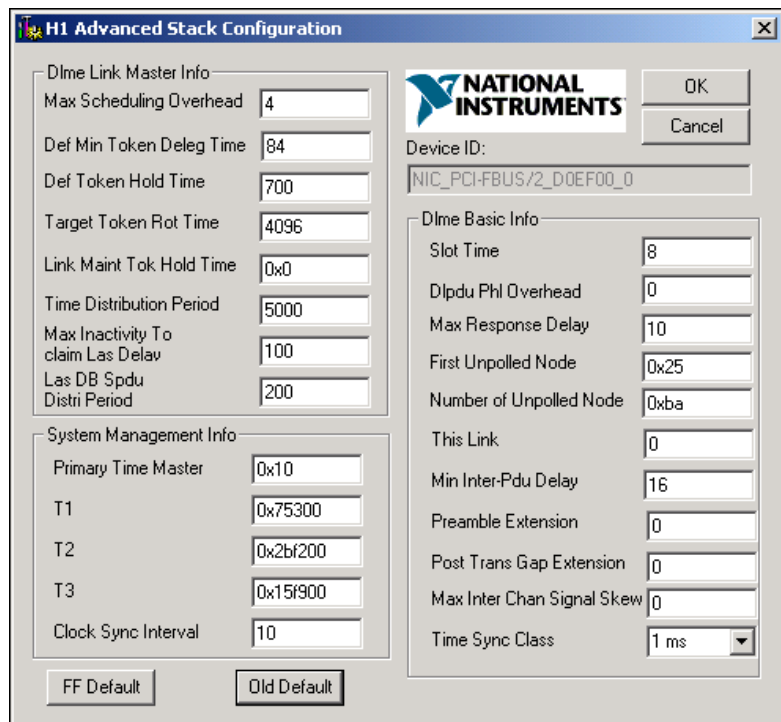 H1 Advanced Stack Configuration
Dlme Link Master Info
Max Scheduling Overhead 4
Def Min Token Deleg Time 84
Def Token Hold Time 700
Target Token Rot Time 4096
Link Maint Tok Hold Time 0x0
Time Distribution Period 5000
Max Inactivity To
claim Las Delay 100
Las DB Spdu
Distri Period 200
System Management Info
Primary Time Master 0x10
T1 0x75300
T2 0x2bf200
T3 0x15f900
Clock Sync Interval 10
FF Default
Old Default
NATIONAL
INSTRUMENTS
OK
Cancel
Device ID:
NIC_PCI-FBUS/2_D0EF00_0
Dlme Basic Info
Slot Time 8
Dlpdu Phl Overhead 0
Max Response Delay 10
First Unpolled Node 0x25
Number of Unpolled Node 0xba
This Link 0
Min Inter-Pdu Delay 16
Preamble Extension 0
Post Trans Gap Extension 0
Max Inter Chan Signal Skew 0
Time Sync Class 1 ms